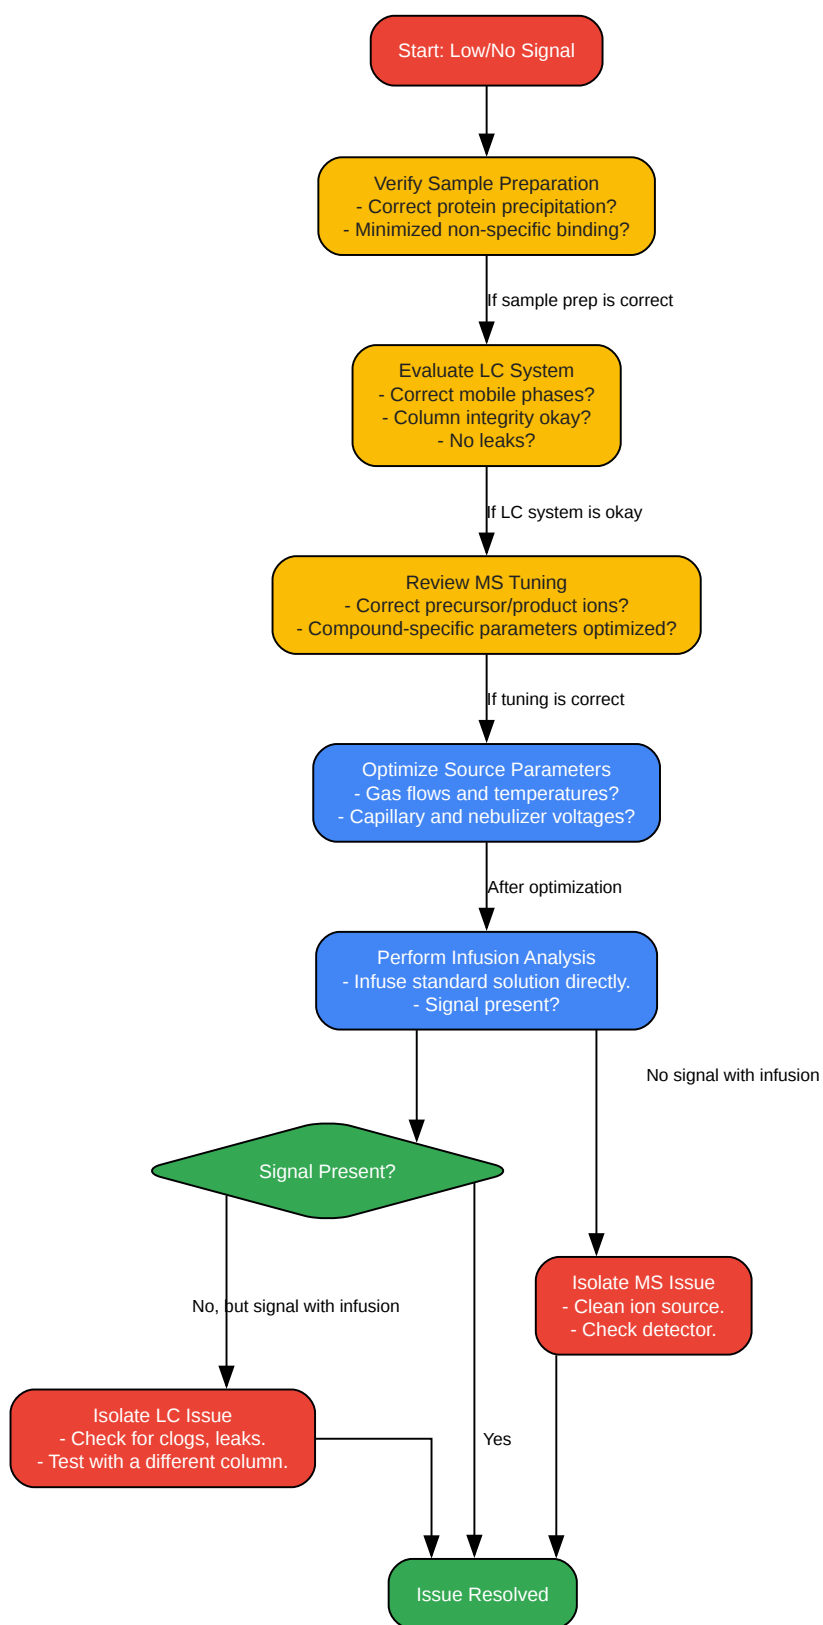 Start: Low/No Signal
Verify Sample Preparation
- Correct protein precipitation?
- Minimized non-specific binding?
If sample prep is correct
Evaluate LC System
- Correct mobile phases?
- Column integrity okay?
- No leaks?
If LC system is okay
Review MS Tuning
- Correct precursor/product ions?
- Compound-specific parameters optimized?
If tuning is correct
Optimize Source Parameters
- Gas flows and temperatures?
- Capillary and nebulizer voltages?
After optimization
Perform Infusion Analysis
- Infuse standard solution directly.
- Signal present?
No signal with infusion
Signal Present?
Isolate MS Issue
- Clean ion source.
- Check detector.
No, but signal with infusion
Isolate LC Issue
- Check for clogs, leaks.
- Test with a different column.
Yes
Issue Resolved